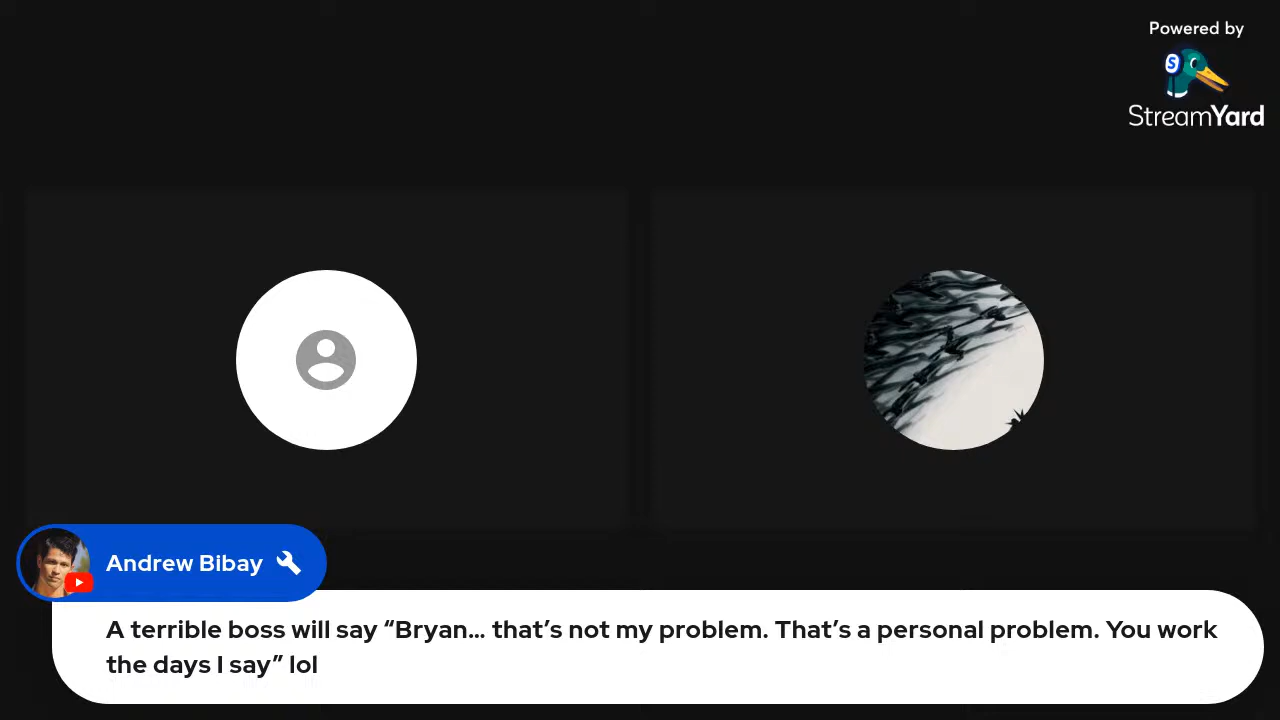 Powered by
S
StreamYard
Andrew Bibay
A terrible boss will say “Bryan... that’s not my problem. That’s a personal problem. You work
the days I say” lol